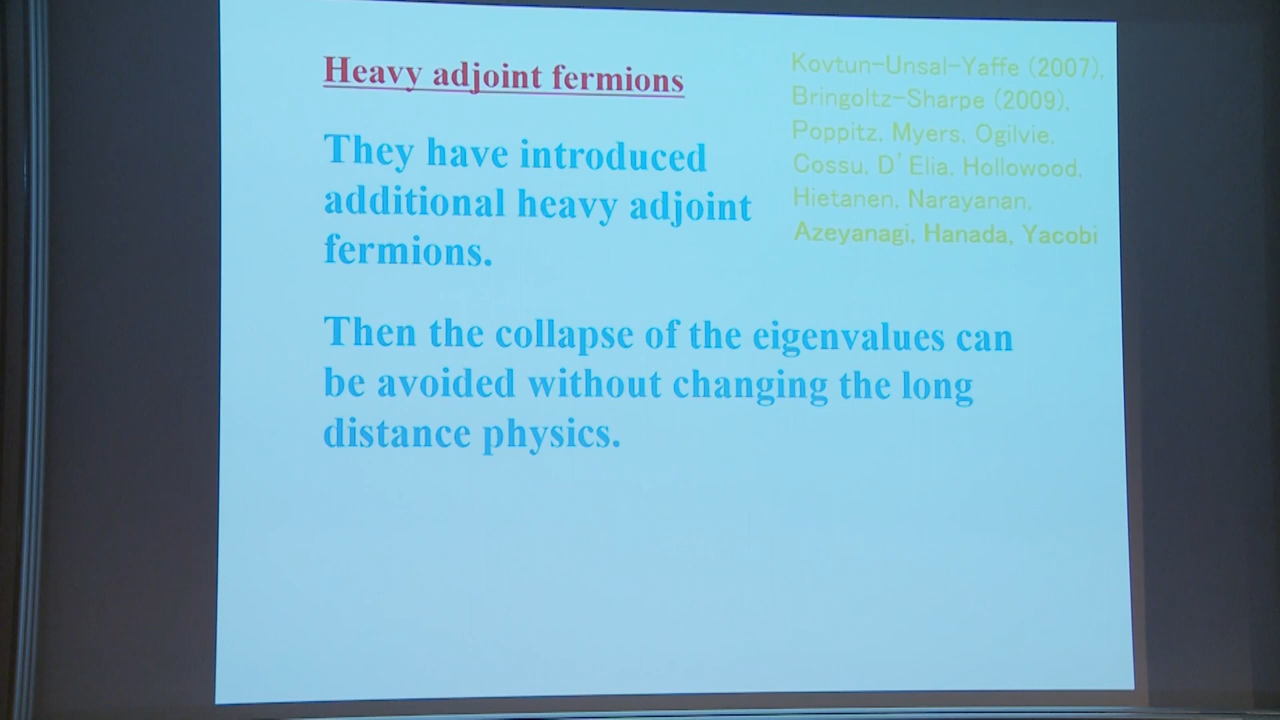 Heavy adjoint fermions
Kovtun-Unsal-Yaffe (2007),
Bringoltz-Sharpe (2009),
Poppitz, Myers, Ogilvie,
Cossu, D'Elia, Hollowood,
Hietanen, Narayanan,
Azeyanagi, Hanada, Yacobi
They have introduced
additional heavy adjoint
fermions.
Then the collapse of the eigenvalues can
be avoided without changing the long
distance physics.